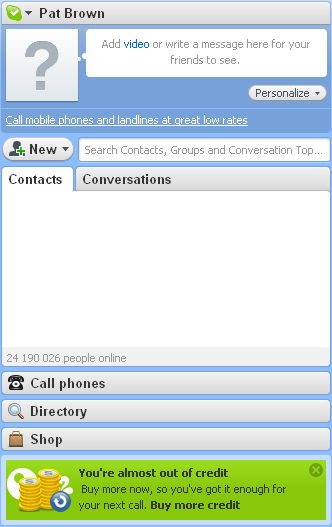 Pat Brown
Add video or write a message here for your
friends to see.
Personalize
Call mobile phones and landlines at great low rates
New
Search Contacts, Groups and Conversation Top...
Contacts
Conversations
24 190 026 people online
Call phones
Directory
Shop
You're almost out of credit
Buy more now, so you've got it enough for
your next call. Buy more credit